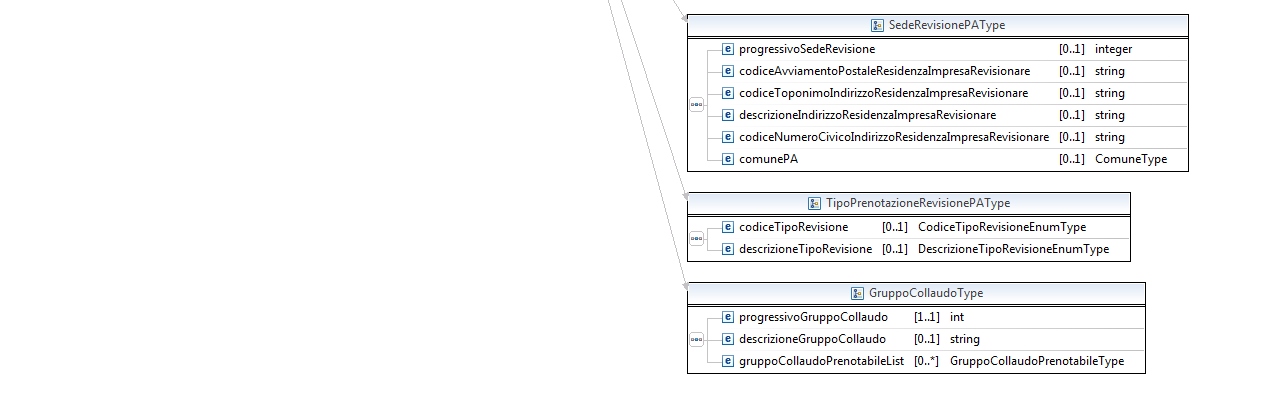 SedeRevisionePAType
progressivoSedeRevisione [0..1] integer
codiceAvviamentoPostaleResidenzaImpresaRevisionare [0..1] string
codiceToponimoIndirizzoResidenzaImpresaRevisionare [0..1] string
descrizioneIndirizzoResidenzaImpresaRevisionare [0..1] string
codiceNumeroCivicoIndirizzoResidenzaImpresaRevisionare [0..1] string
comunePA [0..1] ComuneType
TipoPrenotazioneRevisionePAType
codiceTipoRevisione [0..1] CodiceTipoRevisioneEnumType
descrizioneTipoRevisione [0..1] DescrizioneTipoRevisioneEnumType
GruppoCollaudoType
progressivoGruppoCollaudo [1..1] int
descrizioneGruppoCollaudo [0..1] string
gruppoCollaudoPrenotabileList [0..*] GruppoCollaudoPrenotabileType